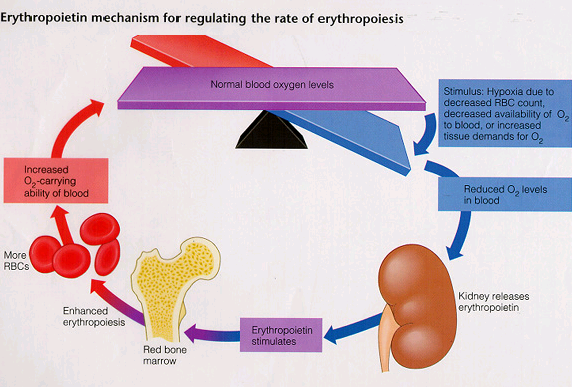 Erythropoietin mechanism for regulating the rate of erythropoiesis
Normal blood oxygen levels
Stimulus: Hypoxia due to
decreased RBC count,
decreased availability of O2
to blood, or increased
tissue demands for O2
Reduced O2 levels
in blood
Kidney releases
erythropoietin
Erythropoietin
stimulates
Red bone
marrow
Enhanced
erythropoiesis
More
RBCs
Increased
O2-carrying
ability of blood